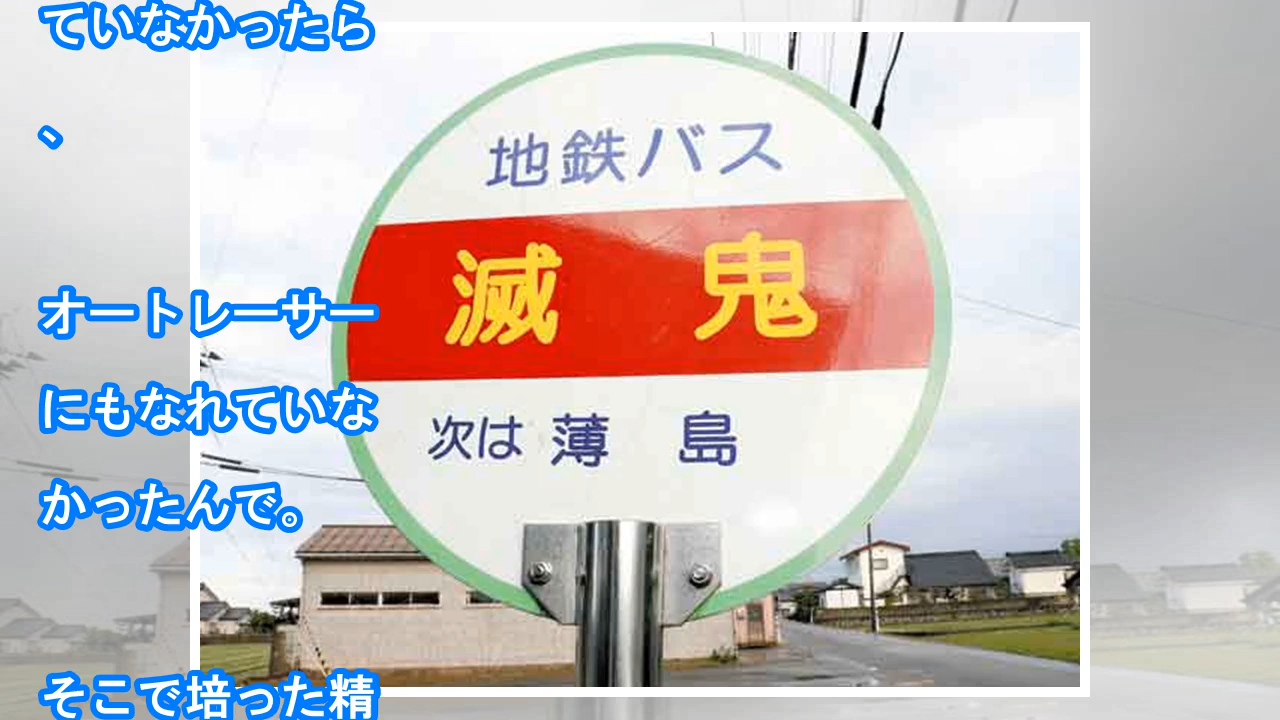 ていなかったら
、
オートレーサー
にもなれていな
かったんで。
そこで培った精
地鉄バス
滅 鬼
次は 薄 島